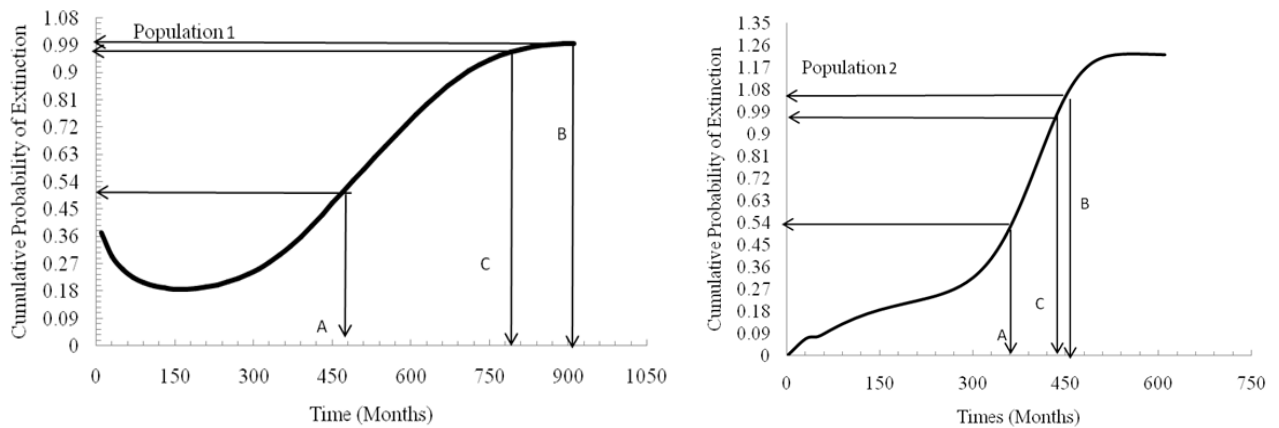 Cumulative Probability of Extinction
1.08
0.99
0.9
0.81
0.72
0.63
0.54
0.45
0.36
0.27
0.18
0.09
0
Population 1
A
C
B
0 150 300 450 600 750 900 1050
Time (Months)
Cumulative Probability of Extinction
1.35
1.26
1.17
1.08
0.99
0.9
0.81
0.72
0.63
0.54
0.45
0.36
0.27
0.18
0.09
0
Population 2
A
C
B
0 150 300 450 600 750
Times (Months)